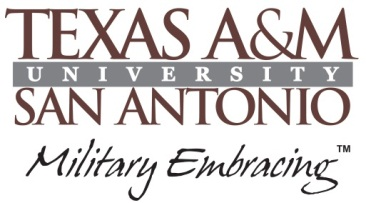 TEXAS A&M
UNIVERSITY
SAN ANTONIO
Military Embracing™